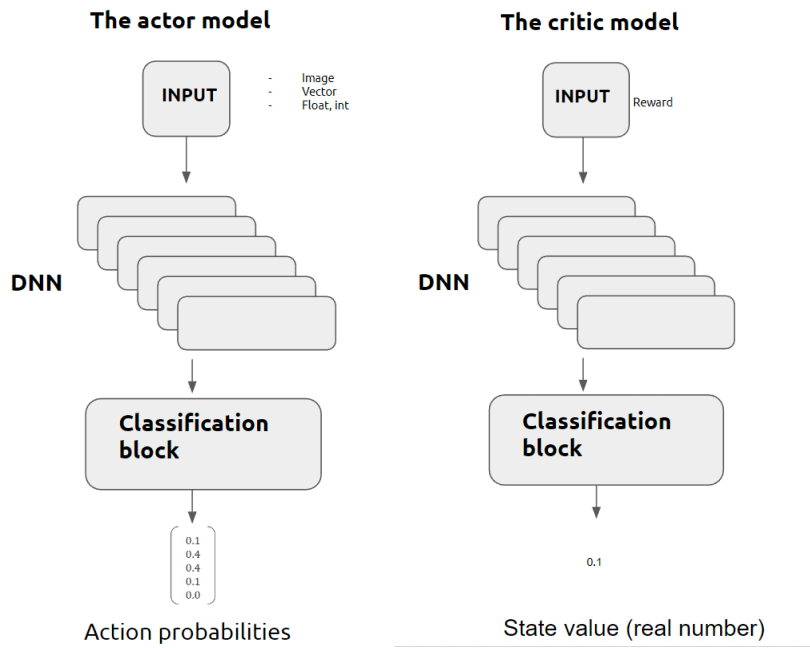 The actor model
INPUT
- Image
- Vector
- Float, int
DNN
Classification
block
0.1
0.4
0.4
0.1
0.0
Action probabilities
The critic model
INPUT
Reward
DNN
Classification
block
0.1
State value (real number)